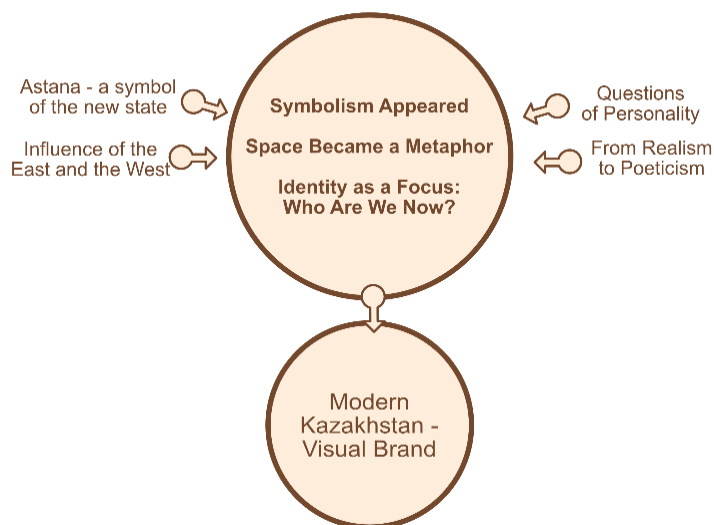 Astana - a symbol
of the new state
Influence of the
East and the West
Symbolism Appeared
Space Became a Metaphor
Identity as a Focus:
Who Are We Now?
Questions
of Personality
From Realism
to Poeticism
Modern
Kazakhstan -
Visual Brand